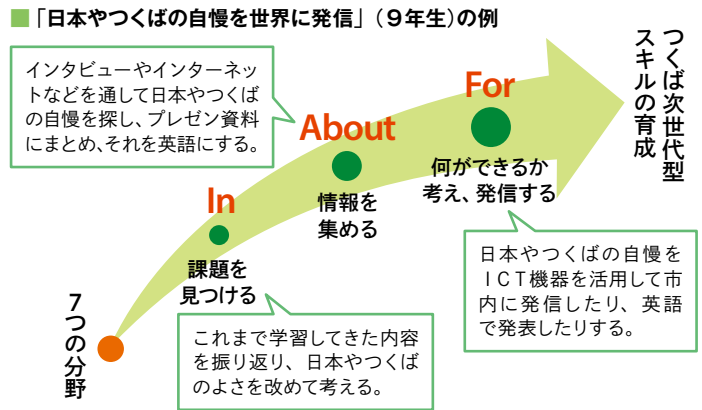 ■「日本やつくばの自慢を世界に発信」(9年生)の例
インタビューやインターネッ
トなどを通して日本やつくば
の自慢を探し、プレゼン資料
にまとめ、それを英語にする。
つくば次世代型
スキルの育成
For
About
何ができるか
考え、発信する
In
情報を
集める
課題を
見つける
日本やつくばの自慢を
ICT機器を活用して市
内に発信したり、英語
で発表したりする。
7つの分野
これまで学習してきた内容
を振り返り、日本やつくば
のよさを改めて考える。